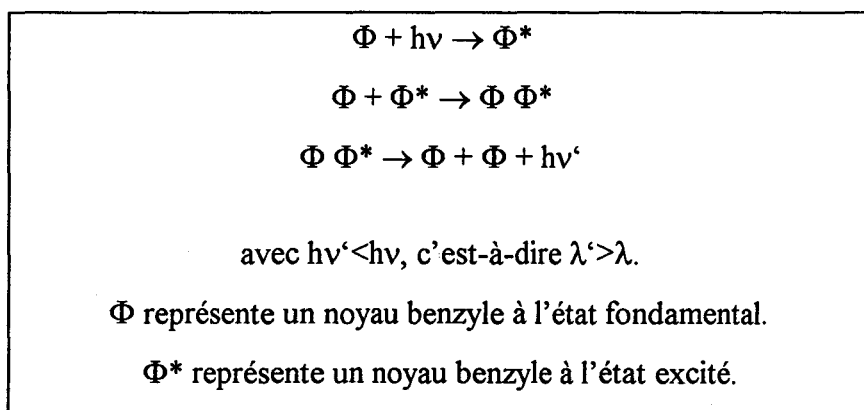 Φ + hν → Φ*
Φ + Φ* → Φ Φ*
Φ Φ* → Φ + Φ + hν‘
avec hν‘<hν, c’est-à-dire λ‘>λ.
Φ représente un noyau benzyle à l’état fondamental.
Φ* représente un noyau benzyle à l’état excité.